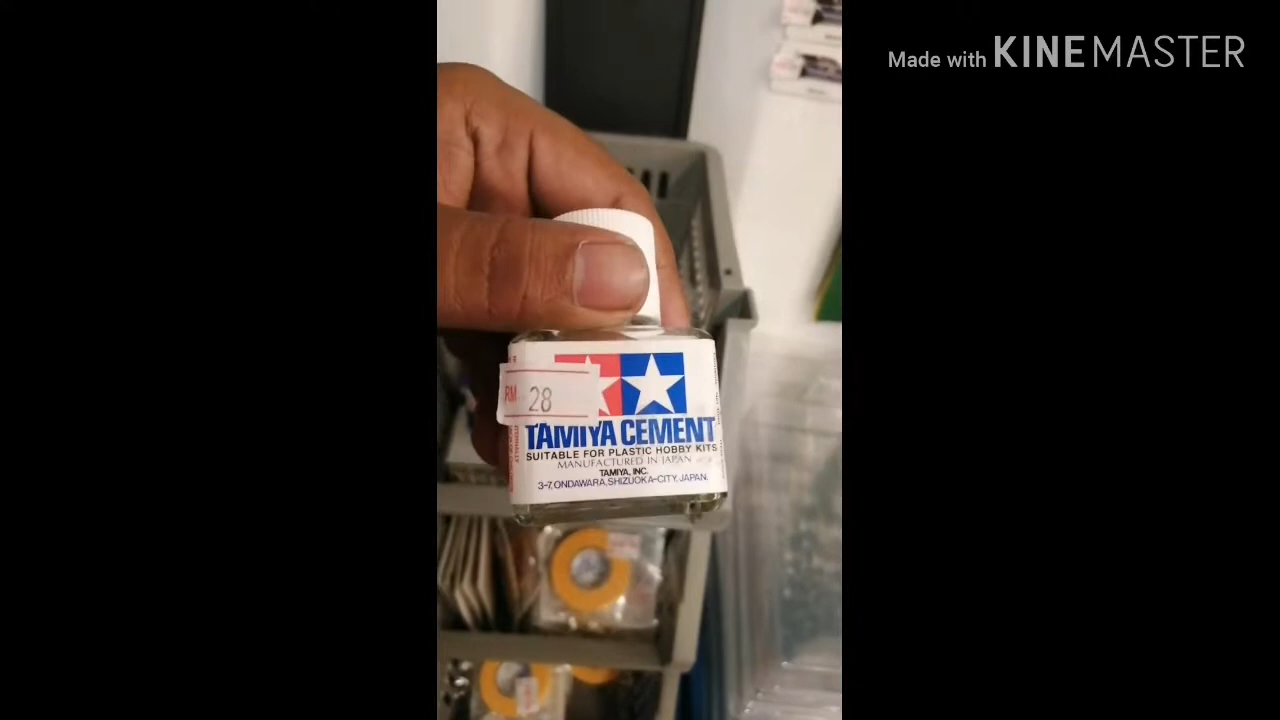 Made with KINEMASTER
RM 28
TAMIYA CEMENT
SUITABLE FOR PLASTIC HOBBY KITS
MANUFACTURED IN JAPAN
TAMIYA, INC.
3-7, ONDAWARA, SHIZUOKA-CITY, JAPAN.